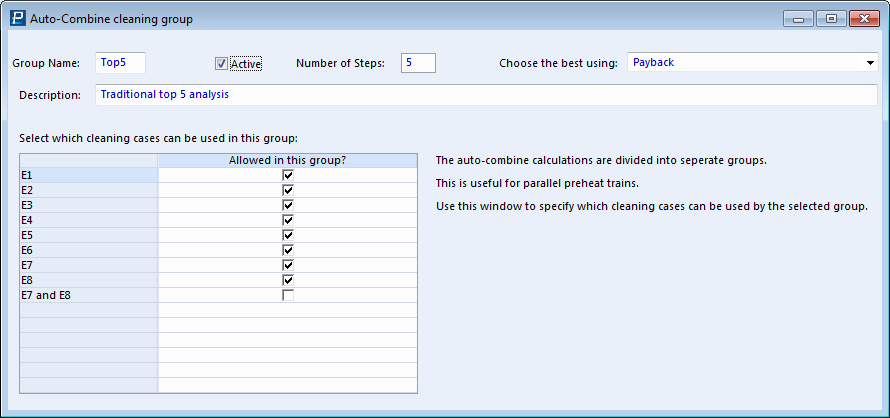 Auto-Combine cleaning group
Group Name: Top5 Active Number of Steps: 5 Choose the best using: Payback
Description: Traditional top 5 analysis
Select which cleaning cases can be used in this group:
Allowed in this group?
E1
E2
E3
E4
E5
E6
E7
E8
E7 and E8
The auto-combine calculations are divided into seperate groups.
This is useful for parallel preheat trains.
Use this window to specify which cleaning cases can be used by the selected group.